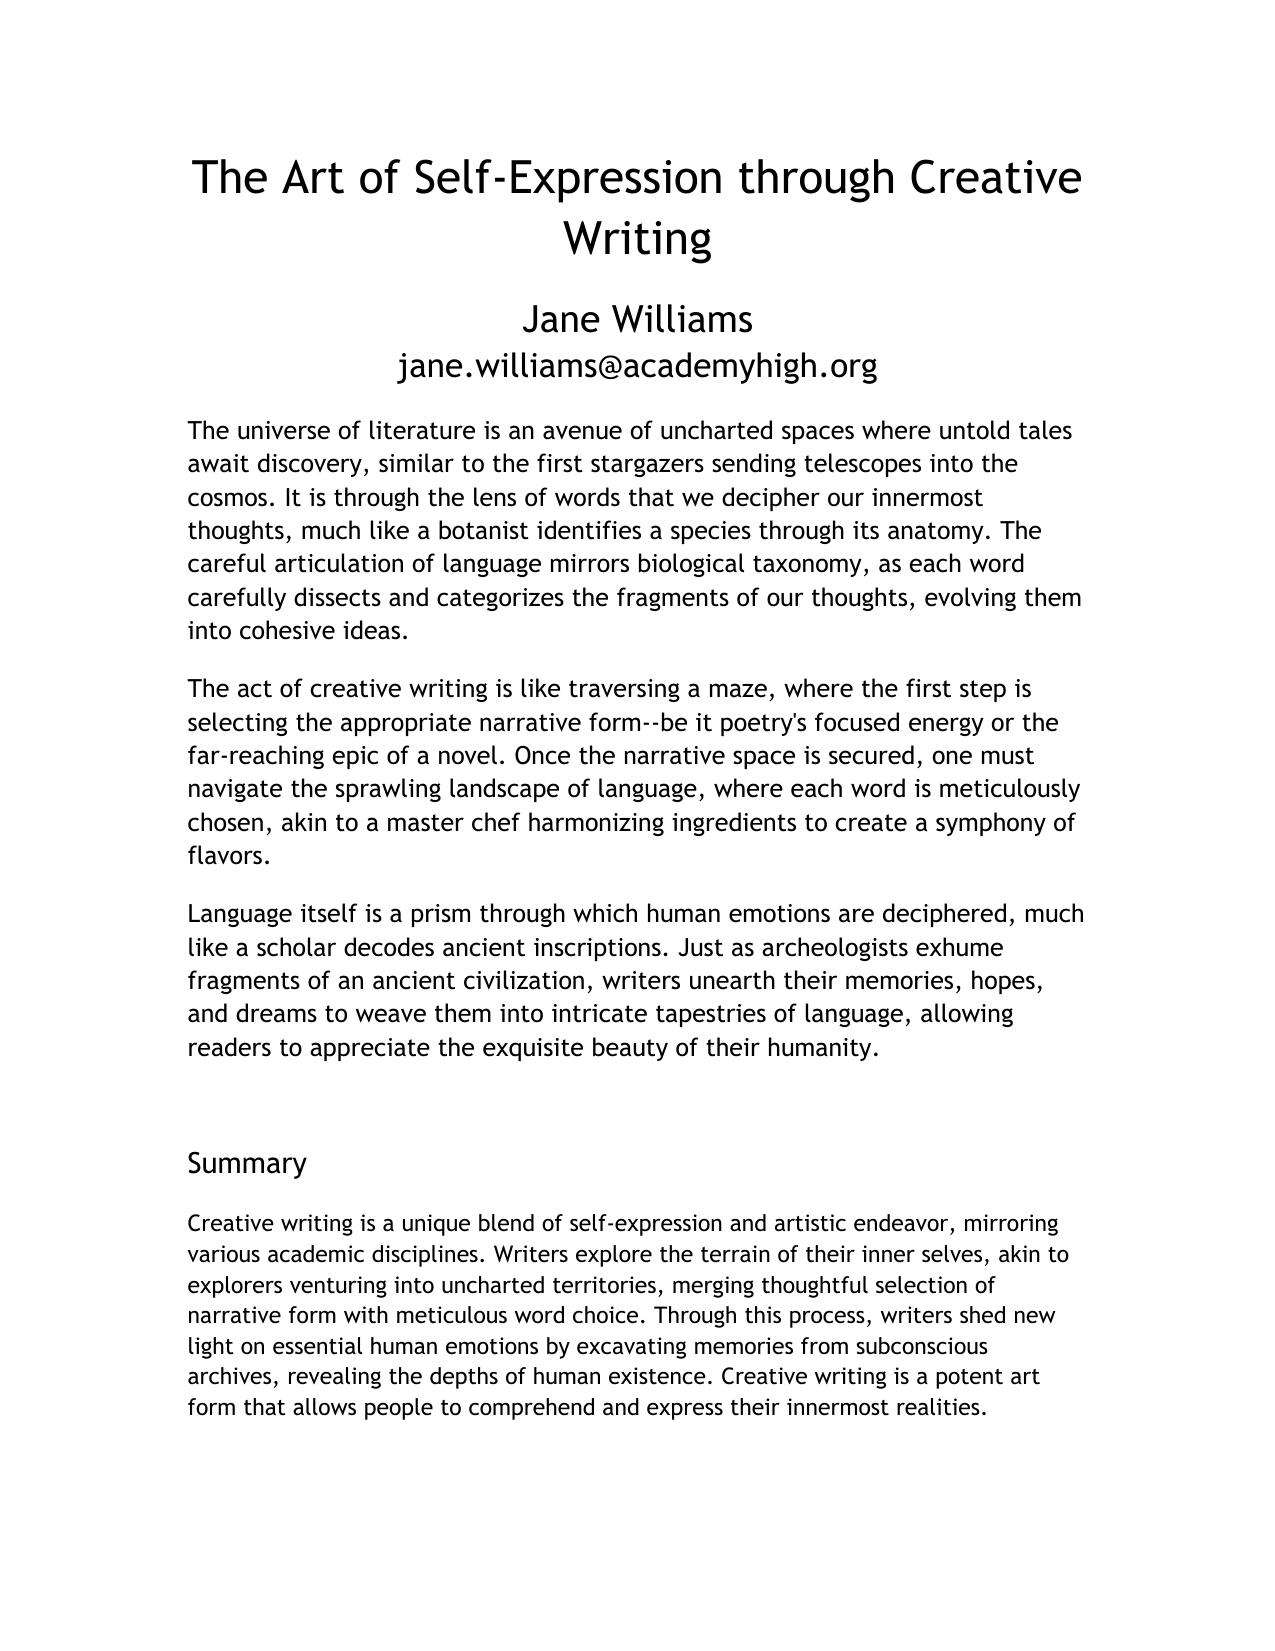 The Art of Self-Expression through Creative
Writing
Jane Williams
jane.williams@academyhigh.org
The universe of literature is an avenue of uncharted spaces where untold tales
await discovery, similar to the first stargazers sending telescopes into the
cosmos. It is through the lens of words that we decipher our innermost
thoughts, much like a botanist identifies a species through its anatomy. The
careful articulation of language mirrors biological taxonomy, as each word
carefully dissects and categorizes the fragments of our thoughts, evolving them
into cohesive ideas.
The act of creative writing is like traversing a maze, where the first step is
selecting the appropriate narrative form--be it poetry's focused energy or the
far-reaching epic of a novel. Once the narrative space is secured, one must
navigate the sprawling landscape of language, where each word is meticulously
chosen, akin to a master chef harmonizing ingredients to create a symphony of
flavors.
Language itself is a prism through which human emotions are deciphered, much
like a scholar decodes ancient inscriptions. Just as archeologists exhume
fragments of an ancient civilization, writers unearth their memories, hopes,
and dreams to weave them into intricate tapestries of language, allowing
readers to appreciate the exquisite beauty of their humanity.
Summary
Creative writing is a unique blend of self-expression and artistic endeavor, mirroring
various academic disciplines. Writers explore the terrain of their inner selves, akin to
explorers venturing into uncharted territories, merging thoughtful selection of
narrative form with meticulous word choice. Through this process, writers shed new
light on essential human emotions by excavating memories from subconscious
archives, revealing the depths of human existence. Creative writing is a potent art
form that allows people to comprehend and express their innermost realities.